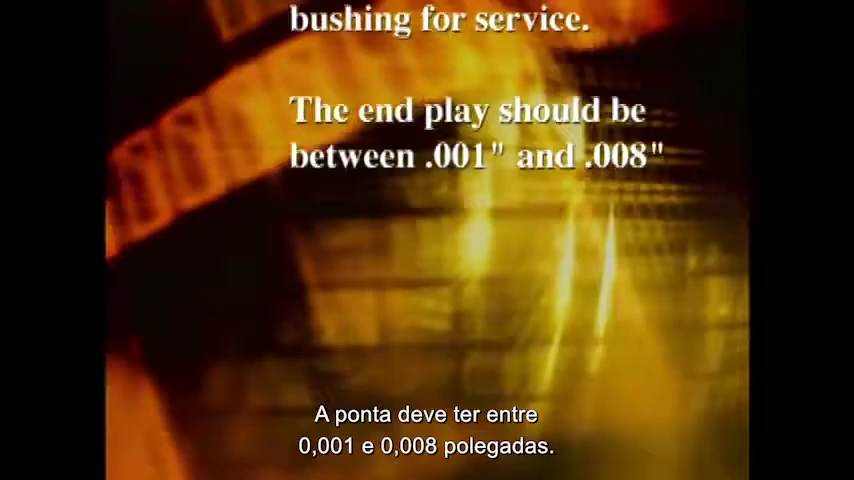 bushing for service.
The end play should be
between .001" and .008"
A ponta deve ter entre
0,001 e 0,008 polegadas.